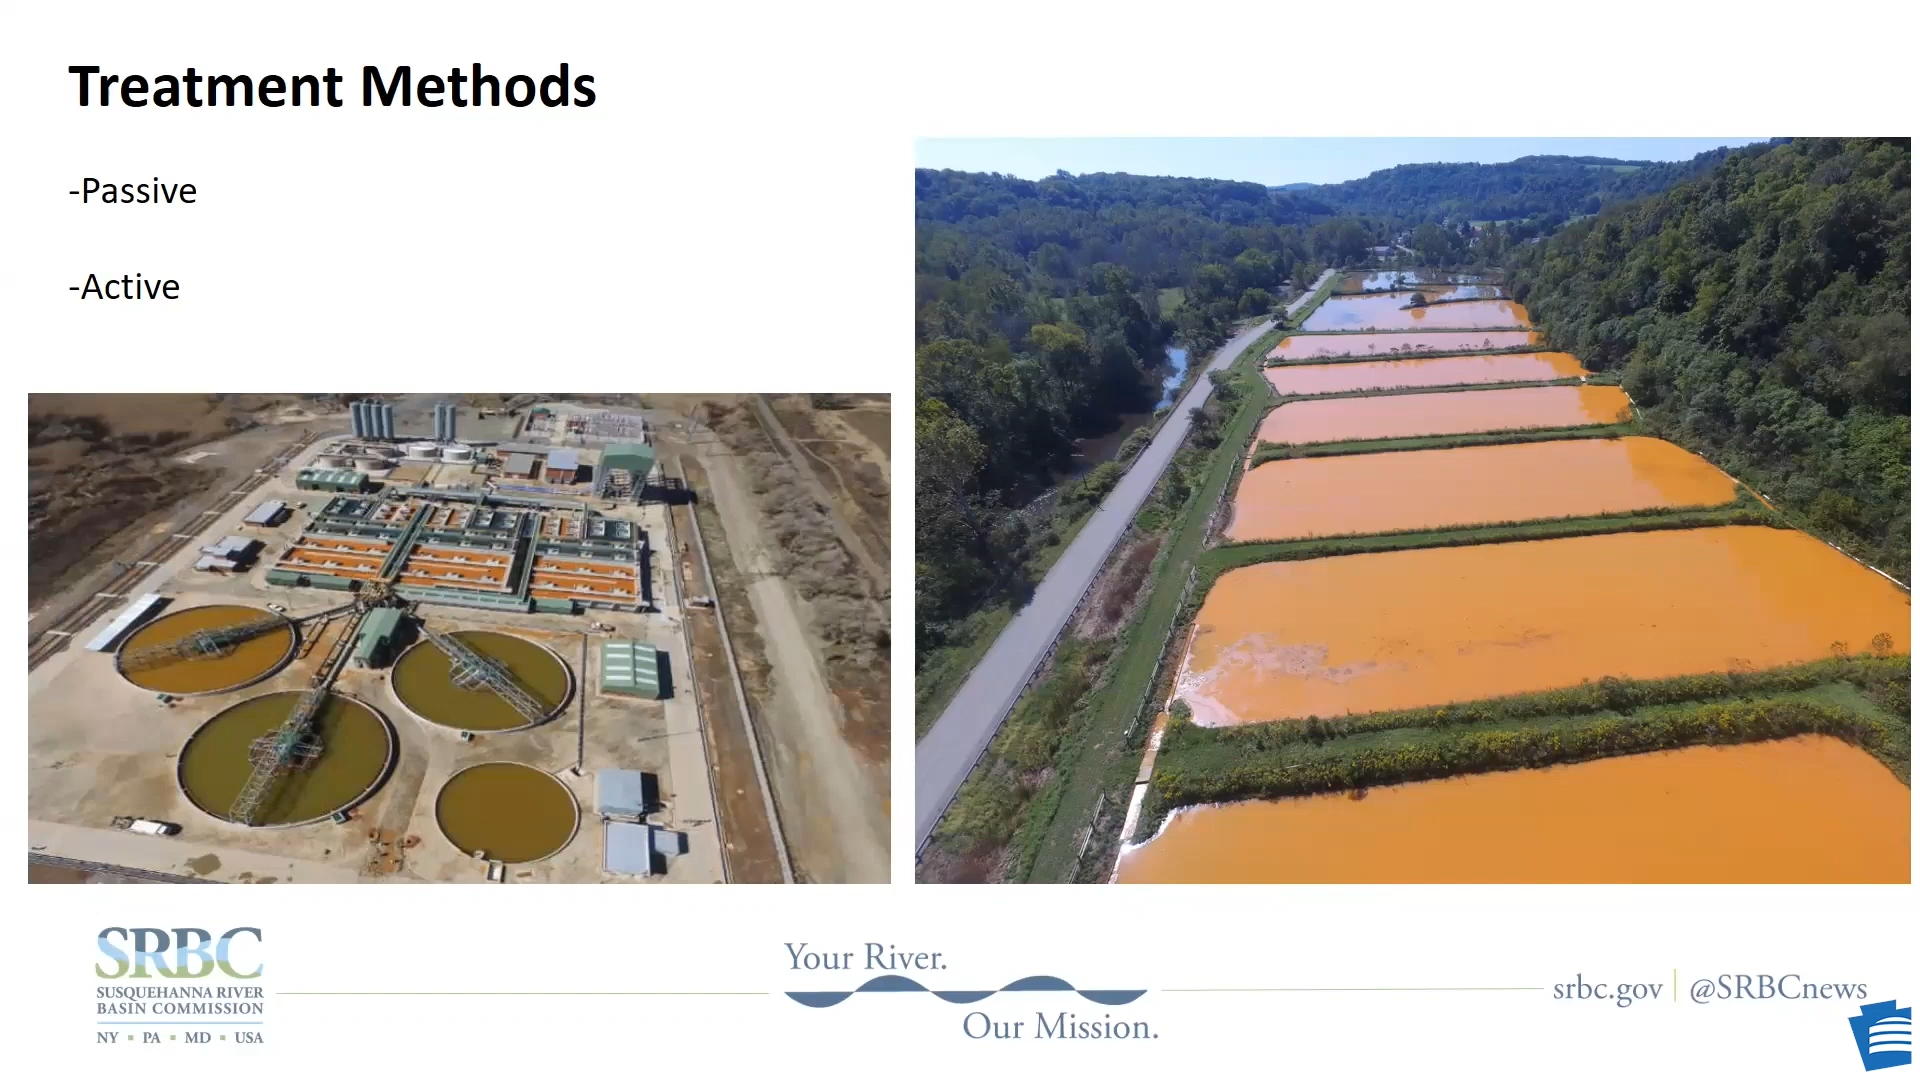 Treatment Methods
-Passive
-Active
SRBC
SUSQUEHANNA RIVER
BASIN COMMISSION
NY ▪ PA ▪ MD ▪ USA
Your River.
Our Mission.
srbc.gov | @SRBCnews